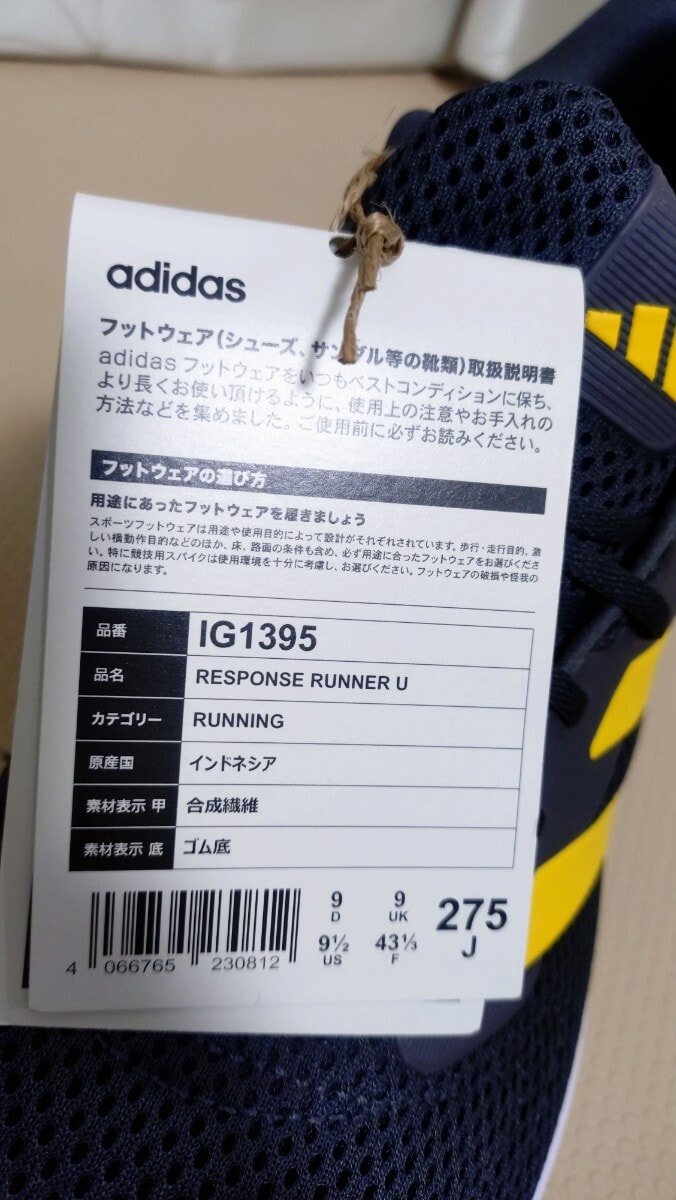 adidas
フットウェア(シューズ、サンダル等の靴類)取扱説明書
adidas フットウェアをいつもベストコンディションに保ち、
より長くお使い頂けるように、使用上の注意やお手入れの
方法などを集めました。ご使用前に必ずお読みください。
フットウェアの選び方
用途にあったフットウェアを履きましょう
スポーツフットウェアは用途や使用目的によって設計がそれぞれされています。歩行・走行目的、激
しい横動作目的などのほか、床、路面の条件も含め、必ず用途に合ったフットウェアをお選びくださ
い。特に競技用スパイクは使用環境を十分に考慮し、お選びください。フットウェアの破損や怪我の
原因になります。
品番 IG1395
品名 RESPONSE RUNNER U
カテゴリー RUNNING
原産国 インドネシア
素材表示 甲 合成繊維
素材表示 底 ゴム底
9 9 275
D UK J
9½ 43⅓
US F
4 066765 230812